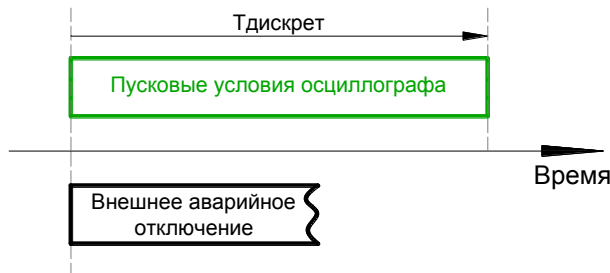 Тдискрет
Пусковые условия осциллографа
Время
Внешнее аварийное
отключение